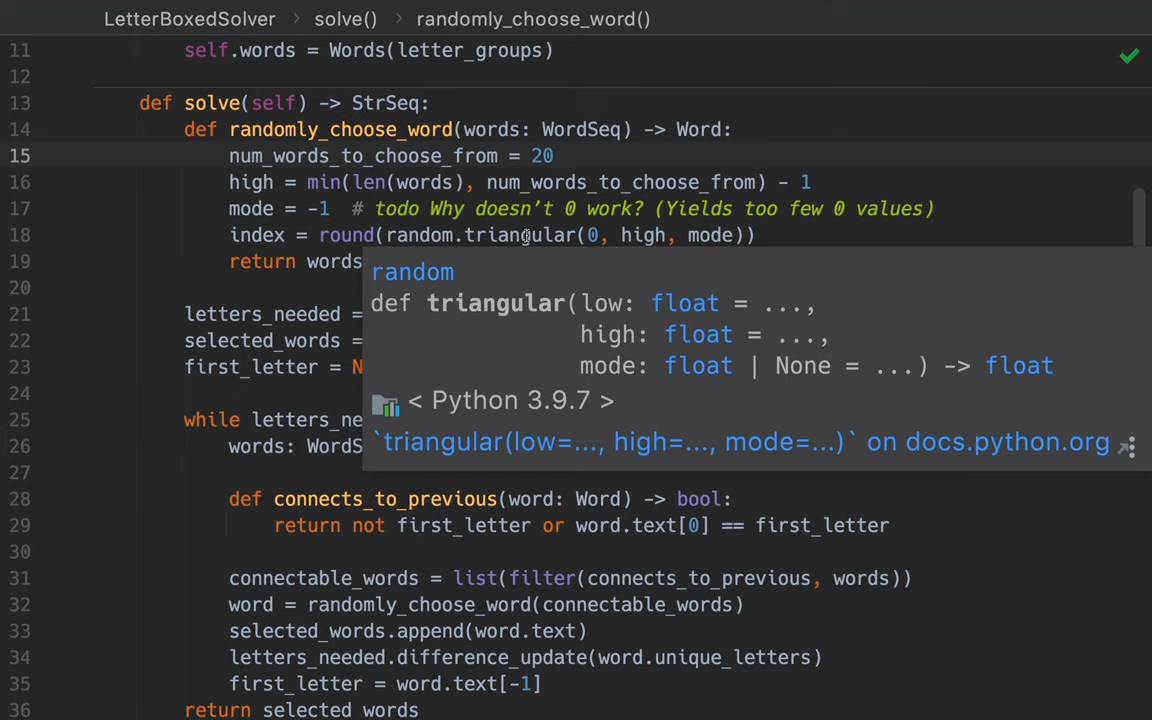 LetterBoxedSolver > solve() > randomly_choose_word()
11 self.words = Words(letter_groups)
12
13 def solve(self) -> StrSeq:
14 def randomly_choose_word(words: WordSeq) -> Word:
15 num_words_to_choose_from = 20
16 high = min(len(words), num_words_to_choose_from) - 1
17 mode = -1 # todo Why doesn’t 0 work? (Yields too few 0 values)
18 index = round(random.triangular(0, high, mode))
19 return words
random
20
def triangular(low: float = ...,
21 letters_needed =
high: float = ...,
22 selected_words =
mode: float | None = ...) -> float
23 first_letter = N
24
< Python 3.9.7 >
25 while letters_ne
26 words: WordS
`triangular(low=..., high=..., mode=...)` on docs.python.org
27
28 def connects_to_previous(word: Word) -> bool:
29 return not first_letter or word.text[0] == first_letter
30
31 connectable_words = list(filter(connects_to_previous, words))
32 word = randomly_choose_word(connectable_words)
33 selected_words.append(word.text)
34 letters_needed.difference_update(word.unique_letters)
35 first_letter = word.text[-1]
36 return selected_words